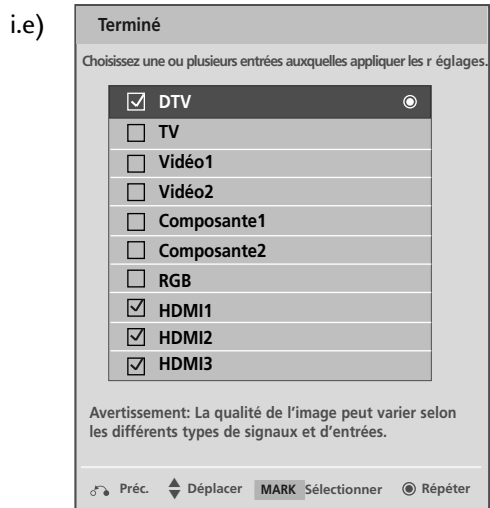 i.e)
Terminé
Choisissez une ou plusieurs entrées auxquelles appliquer les r églages.
DTV
TV
Vidéo1
Vidéo2
Composante1
Composante2
RGB
HDMI1
HDMI2
HDMI3
Avertissement: La qualité de l'image peut varier selon
les différents types de signaux et d'entrées.
Préc. Déplacer MARK Sélectionner Répéter